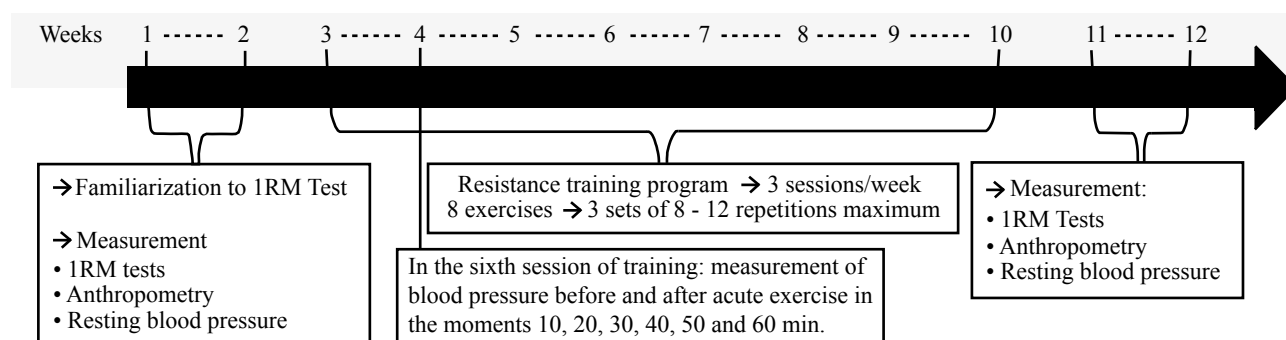 Weeks 1 ------ 2 3 ------ 4 ------ 5 ------ 6 ------ 7 ------ 8 ------ 9 ------ 10 11 ------ 12
→ Familiarization to 1RM Test
→ Measurement
• 1RM tests
• Anthropometry
• Resting blood pressure
Resistance training program → 3 sessions/week
8 exercises → 3 sets of 8 - 12 repetitions maximum
In the sixth session of training: measurement of
blood pressure before and after acute exercise in
the moments 10, 20, 30, 40, 50 and 60 min.
→ Measurement:
• 1RM Tests
• Anthropometry
• Resting blood pressure